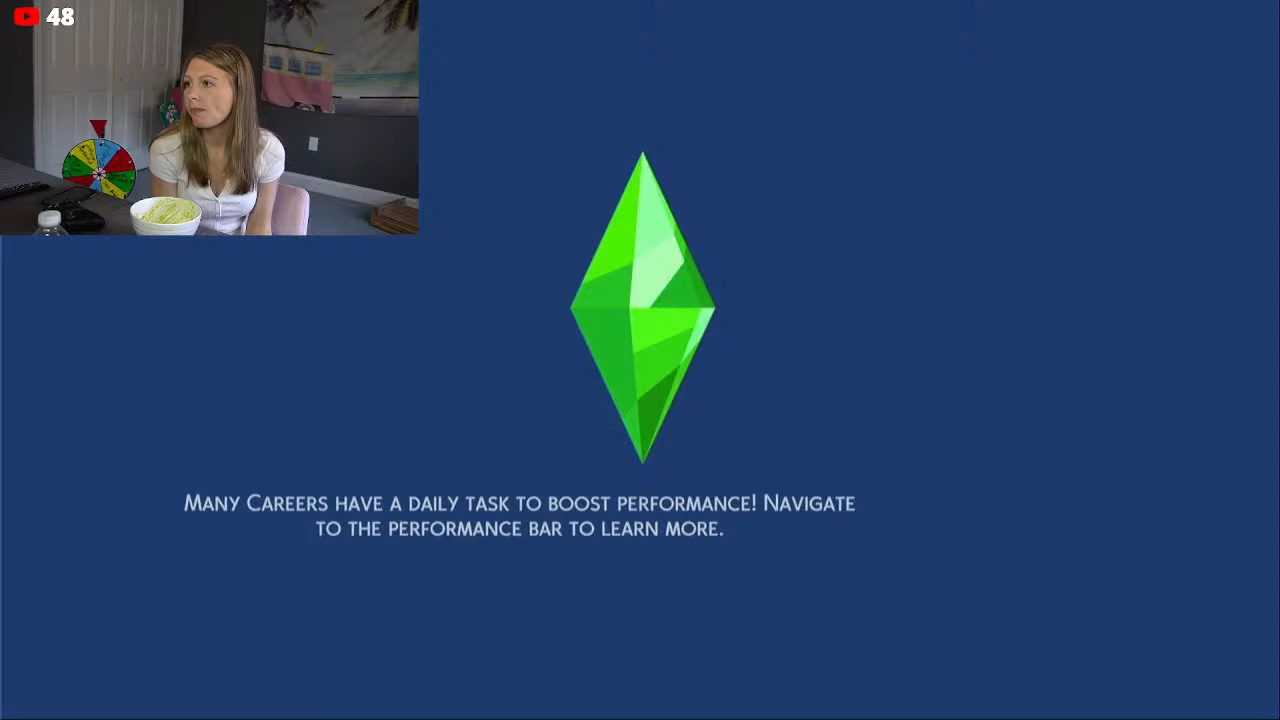 48
Many Careers have a daily task to boost performance! Navigate
to the performance bar to learn more.